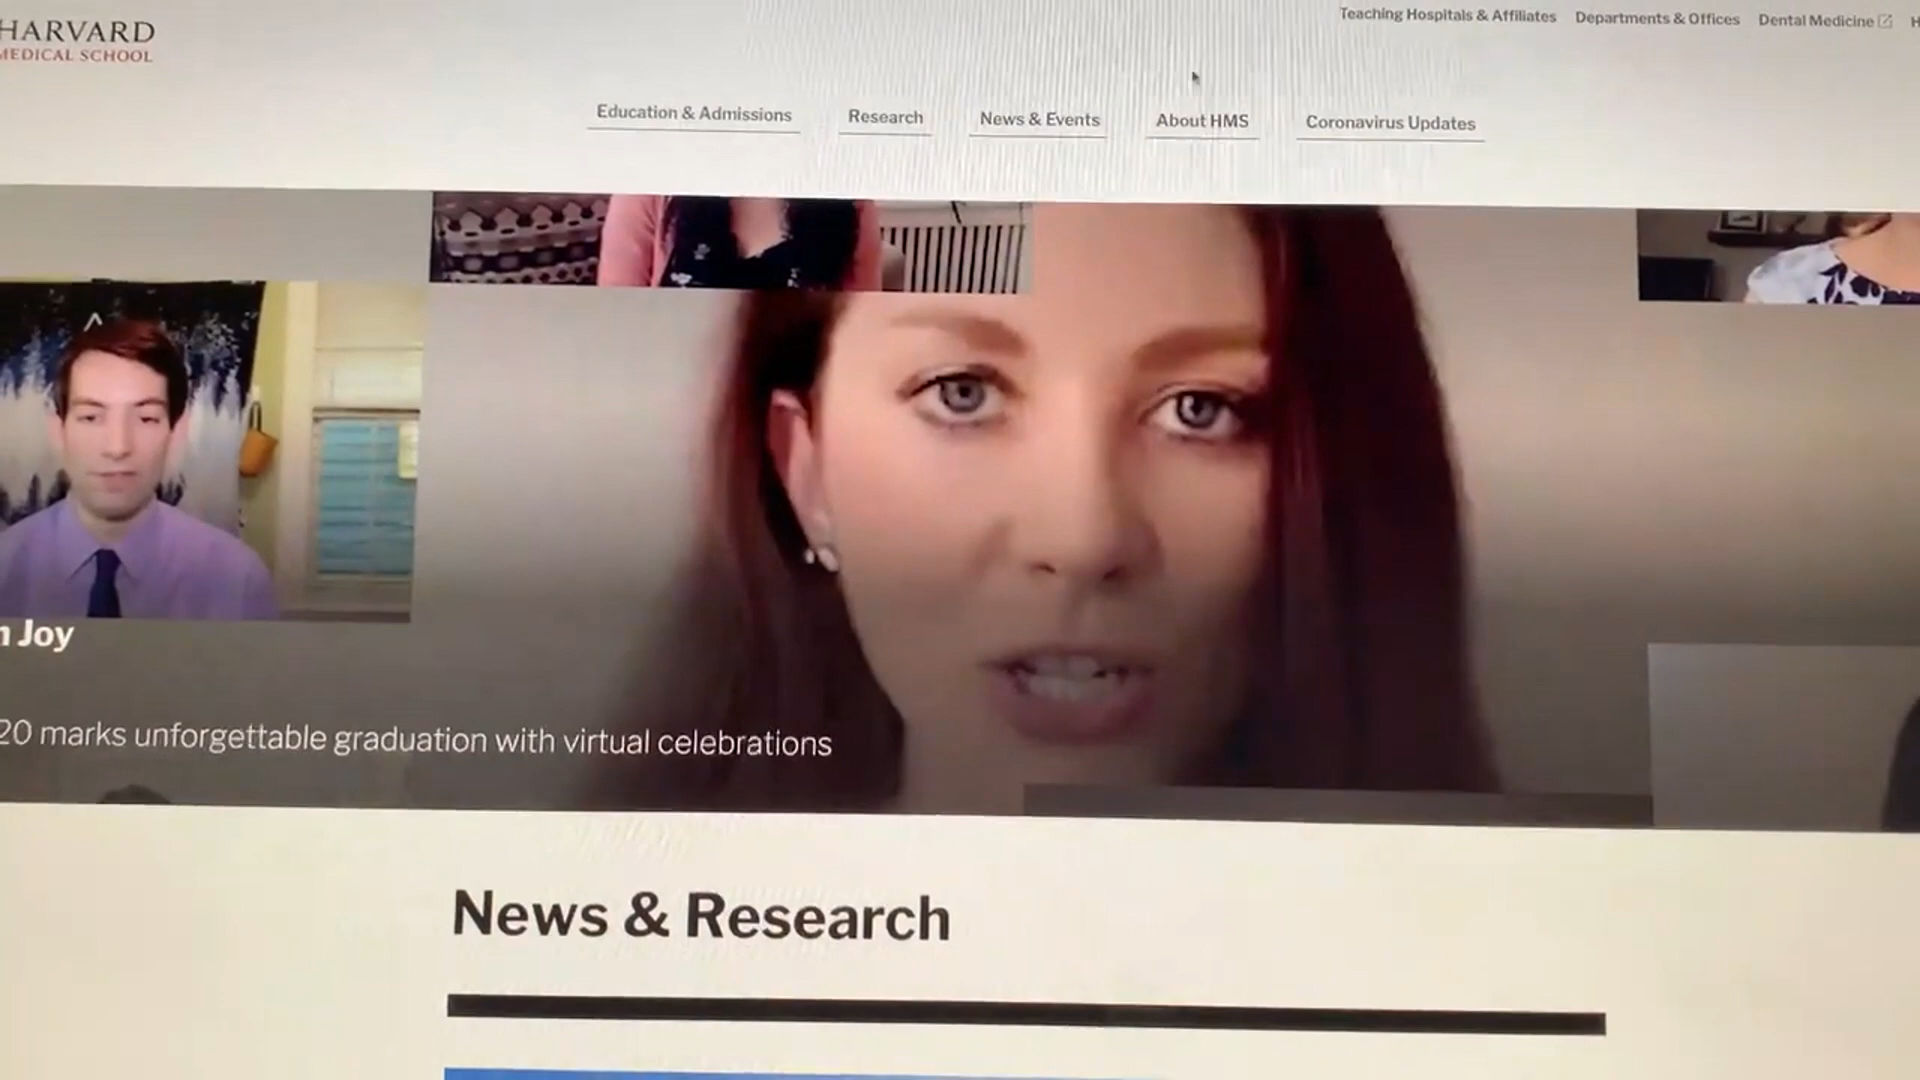 HARVARD
MEDICAL SCHOOL
Teaching Hospitals & Affiliates Departments & Offices Dental Medicine
Education & Admissions Research News & Events About HMS Coronavirus Updates
Joy
20 marks unforgettable graduation with virtual celebrations
News & Research